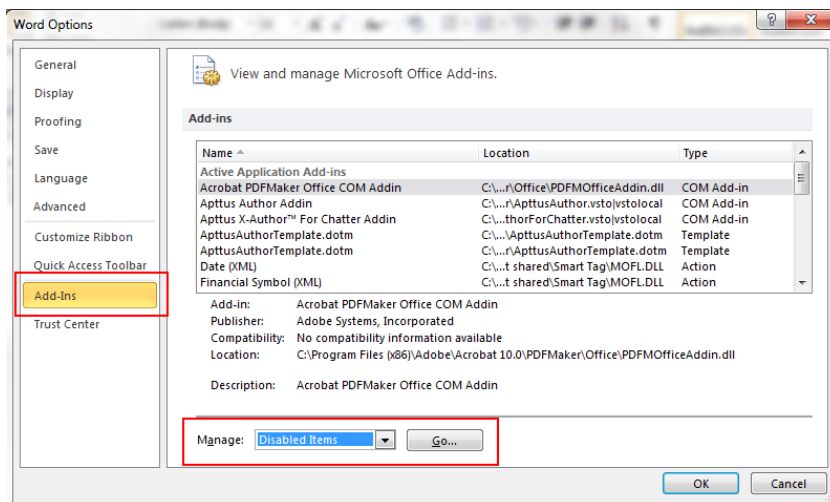 Word Options
General
Display
Proofing
Save
Language
Advanced
Customize Ribbon
Quick Access Toolbar
Add-Ins
Trust Center
View and manage Microsoft Office Add-ins.
Add-ins
Name Location Type
Active Application Add-ins
Acrobat PDFMaker Office COM Addin C:\...r\Office\PDFMOfficeAddin.dll COM Add-in
Apttus Author Addin C:\...r\ApttusAuthor.vsto|vstolocal COM Add-in
Apttus X-Author™ For Chatter Addin C:\...thorForChatter.vsto|vstolocal COM Add-in
ApttusAuthorTemplate.dotm C:\...\ApttusAuthorTemplate.dotm Template
ApttusAuthorTemplate.dotm C:\...r\ApttusAuthorTemplate.dotm Template
Date (XML) C:\...t shared\Smart Tag\MOFL.DLL Action
Financial Symbol (XML) C:\...t shared\Smart Tag\MOFL.DLL Action
Add-in: Acrobat PDFMaker Office COM Addin
Publisher: Adobe Systems, Incorporated
Compatibility: No compatibility information available
Location: C:\Program Files (x86)\Adobe\Acrobat 10.0\PDFMaker\Office\PDFMOfficeAddin.dll
Description: Acrobat PDFMaker Office COM Addin
Manage: Disabled Items Go...
OK Cancel